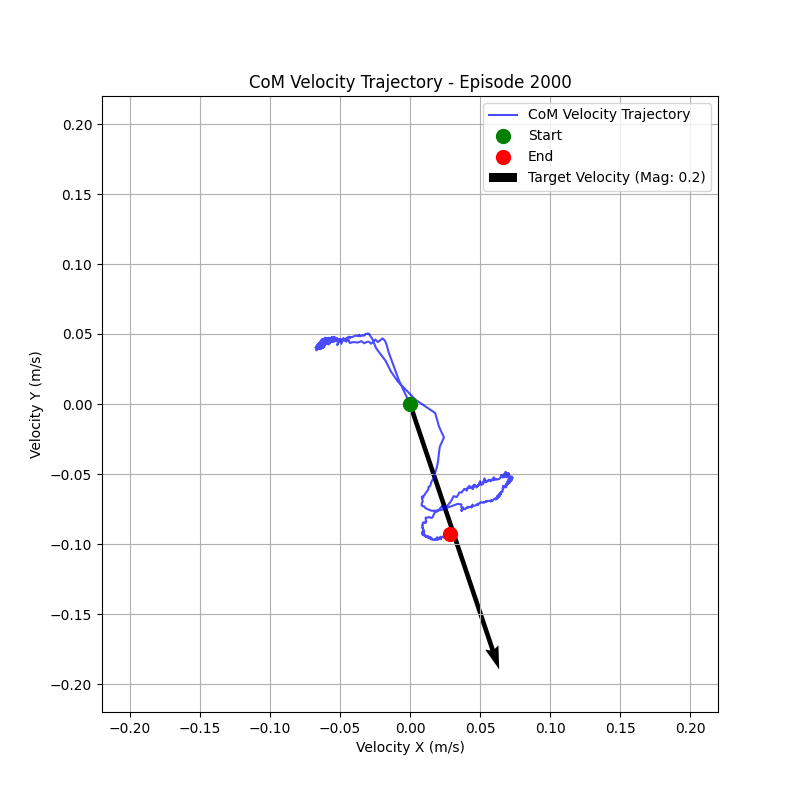 CoM Velocity Trajectory - Episode 2000
CoM Velocity Trajectory
Start
End
Target Velocity (Mag: 0.2)
0.20
0.15
0.10
0.05
0.00
−0.05
−0.10
−0.15
−0.20
Velocity Y (m/s)
−0.20 −0.15 −0.10 −0.05 0.00 0.05 0.10 0.15 0.20
Velocity X (m/s)